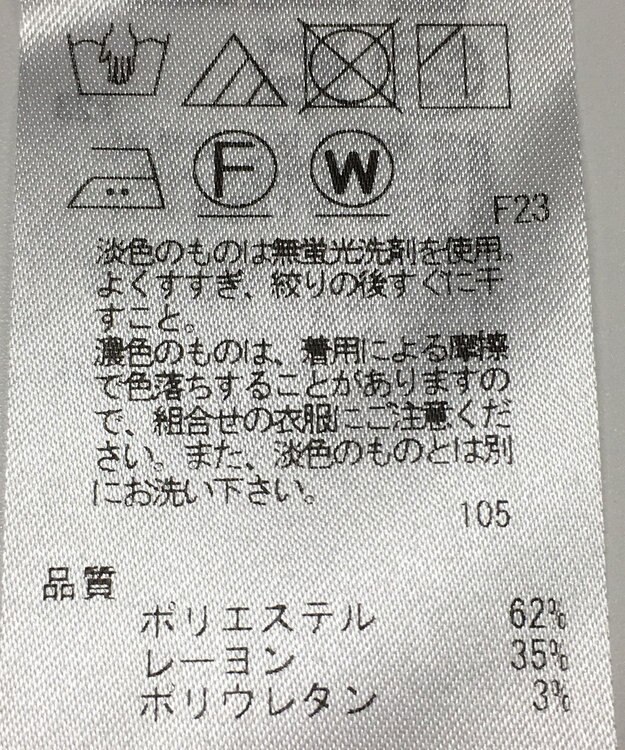 F W
F23
淡色のものは無蛍光洗剤を使用。
よくすすぎ、絞りの後すぐに干
すこと。
濃色のものは、着用による摩擦
で色落ちすることがありますの
で、組合せの衣服にご注意くだ
さい。また、淡色のものとは別
にお洗い下さい。
105
品質
ポリエステル 62%
レーヨン 35%
ポリウレタン 3%